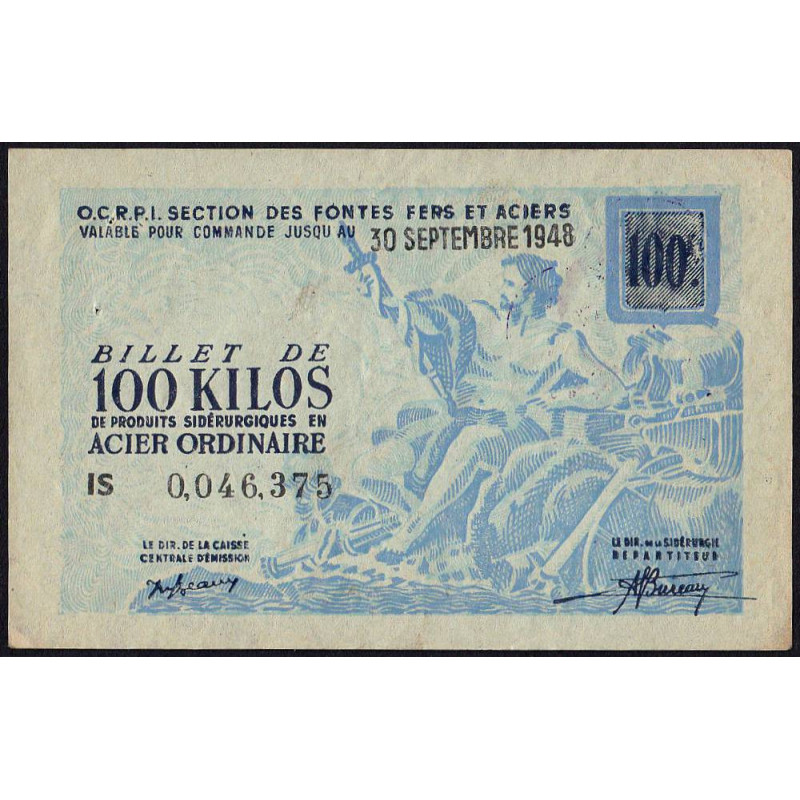 O.C.R.P.I. SECTION DES FONTES FERS ET ACIERS
VALABLE POUR COMMANDE JUSQU AU 30 SEPTEMBRE 1948
100
BILLET DE
100 KILOS
DE PRODUITS SIDÉRURGIQUES EN
ACIER ORDINAIRE
IS 0,046,375
LE DIR. DE LA CAISSE
CENTRALE D'ÉMISSION
LE DIR. DE LA SIDÉRURGIE
RÉPARTITEUR